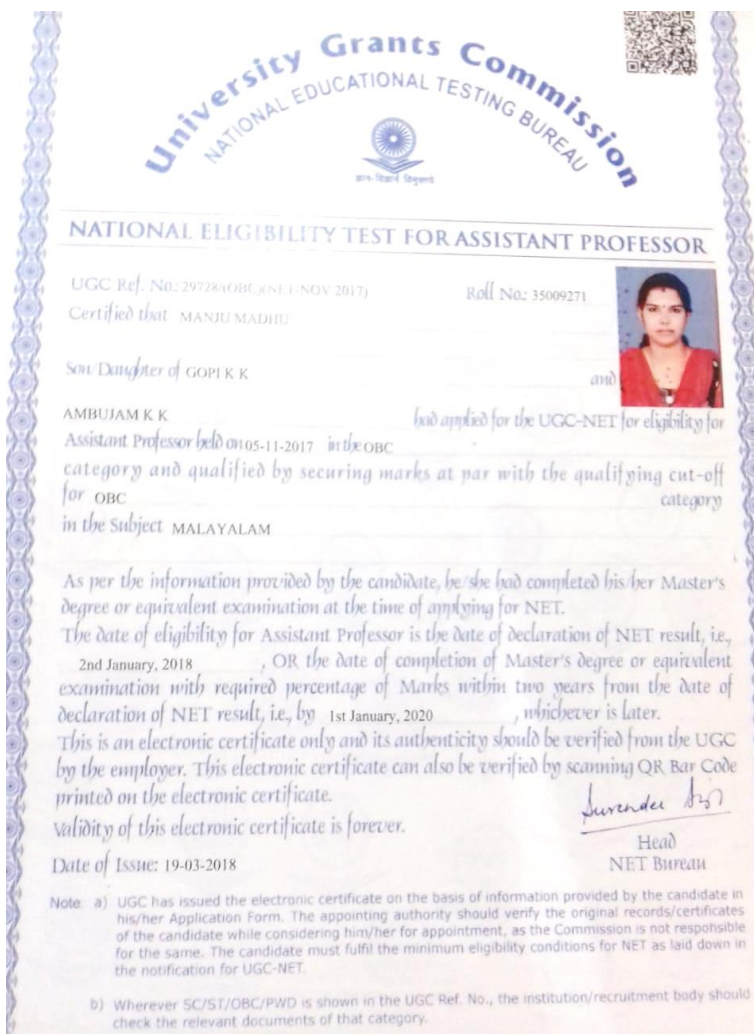 University Grants Commission
NATIONAL EDUCATIONAL TESTING BUREAU
ज्ञान-विज्ञानं विमुक्तये
NATIONAL ELIGIBILITY TEST FOR ASSISTANT PROFESSOR
UGC Ref. No.: 29728/(OBC)(NET-NOV 2017) Roll No.: 35009271
Certified that MANJU MADHU
Son/Daughter of GOPI K K and
AMBUJAM K K had applied for the UGC-NET for eligibility for
Assistant Professor held on 05-11-2017 in the OBC
category and qualified by securing marks at par with the qualifying cut-off
for OBC category
in the Subject MALAYALAM
As per the information provided by the candidate, he/she had completed his/her Master's
degree or equivalent examination at the time of applying for NET.
The date of eligibility for Assistant Professor is the date of declaration of NET result, i.e.,
2nd January, 2018 , OR the date of completion of Master's degree or equivalent
examination with required percentage of Marks within two years from the date of
declaration of NET result, i.e., by 1st January, 2020 , whichever is later.
This is an electronic certificate only and its authenticity should be verified from the UGC
by the employer. This electronic certificate can also be verified by scanning QR Bar Code
printed on the electronic certificate.
Validity of this electronic certificate is forever.
Surender
Head
Date of Issue: 19-03-2018 NET Bureau
Note: a) UGC has issued the electronic certificate on the basis of information provided by the candidate in
his/her Application Form. The appointing authority should verify the original records/certificates
of the candidate while considering him/her for appointment, as the Commission is not responsible
for the same. The candidate must fulfil the minimum eligibility conditions for NET as laid down in
the notification for UGC-NET.
b) Wherever SC/ST/OBC/PWD is shown in the UGC Ref. No., the institution/recruitment body should
check the relevant documents of that category.